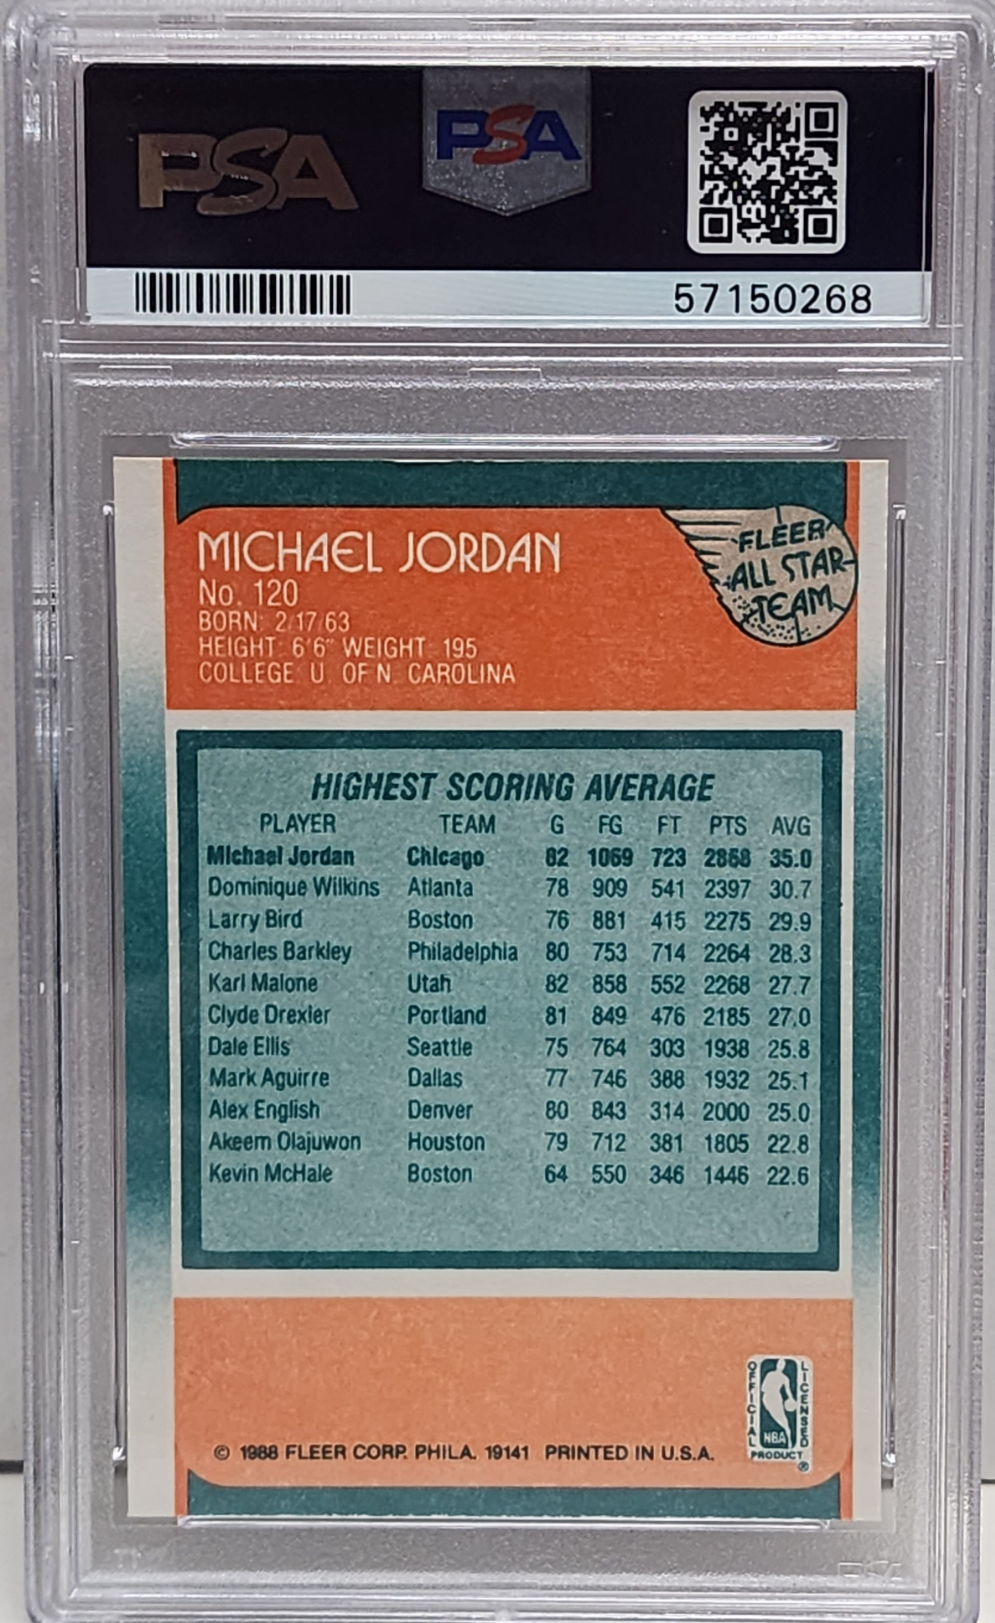 PSA
PSA
57150268
MICHAEL JORDAN
No. 120
BORN: 2/17/63
HEIGHT: 6'6" WEIGHT: 195
COLLEGE: U. OF N. CAROLINA
FLEER
ALL STAR
TEAM
HIGHEST SCORING AVERAGE
PLAYER TEAM G FG FT PTS AVG
Michael Jordan Chicago 82 1069 723 2868 35.0
Dominique Wilkins Atlanta 78 909 541 2397 30.7
Larry Bird Boston 76 881 415 2275 29.9
Charles Barkley Philadelphia 80 753 714 2264 28.3
Karl Malone Utah 82 858 552 2268 27.7
Clyde Drexler Portland 81 849 476 2185 27.0
Dale Ellis Seattle 75 764 303 1938 25.8
Mark Aguirre Dallas 77 746 388 1932 25.1
Alex English Denver 80 843 314 2000 25.0
Akeem Olajuwon Houston 79 712 381 1805 22.8
Kevin McHale Boston 64 550 346 1446 22.6
OFFICIAL
LICENSED
NBA
PRODUCT
®
© 1988 FLEER CORP. PHILA. 19141 PRINTED IN U.S.A.